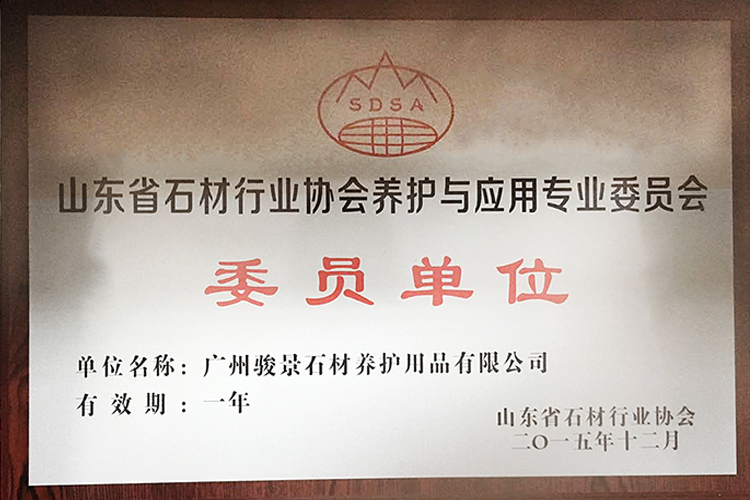 SDSA
山东省石材行业协会养护与应用专业委员会
委员单位
单位名称：广州骏景石材养护用品有限公司
有效期：一年
山东省石材行业协会
二〇一五年十二月